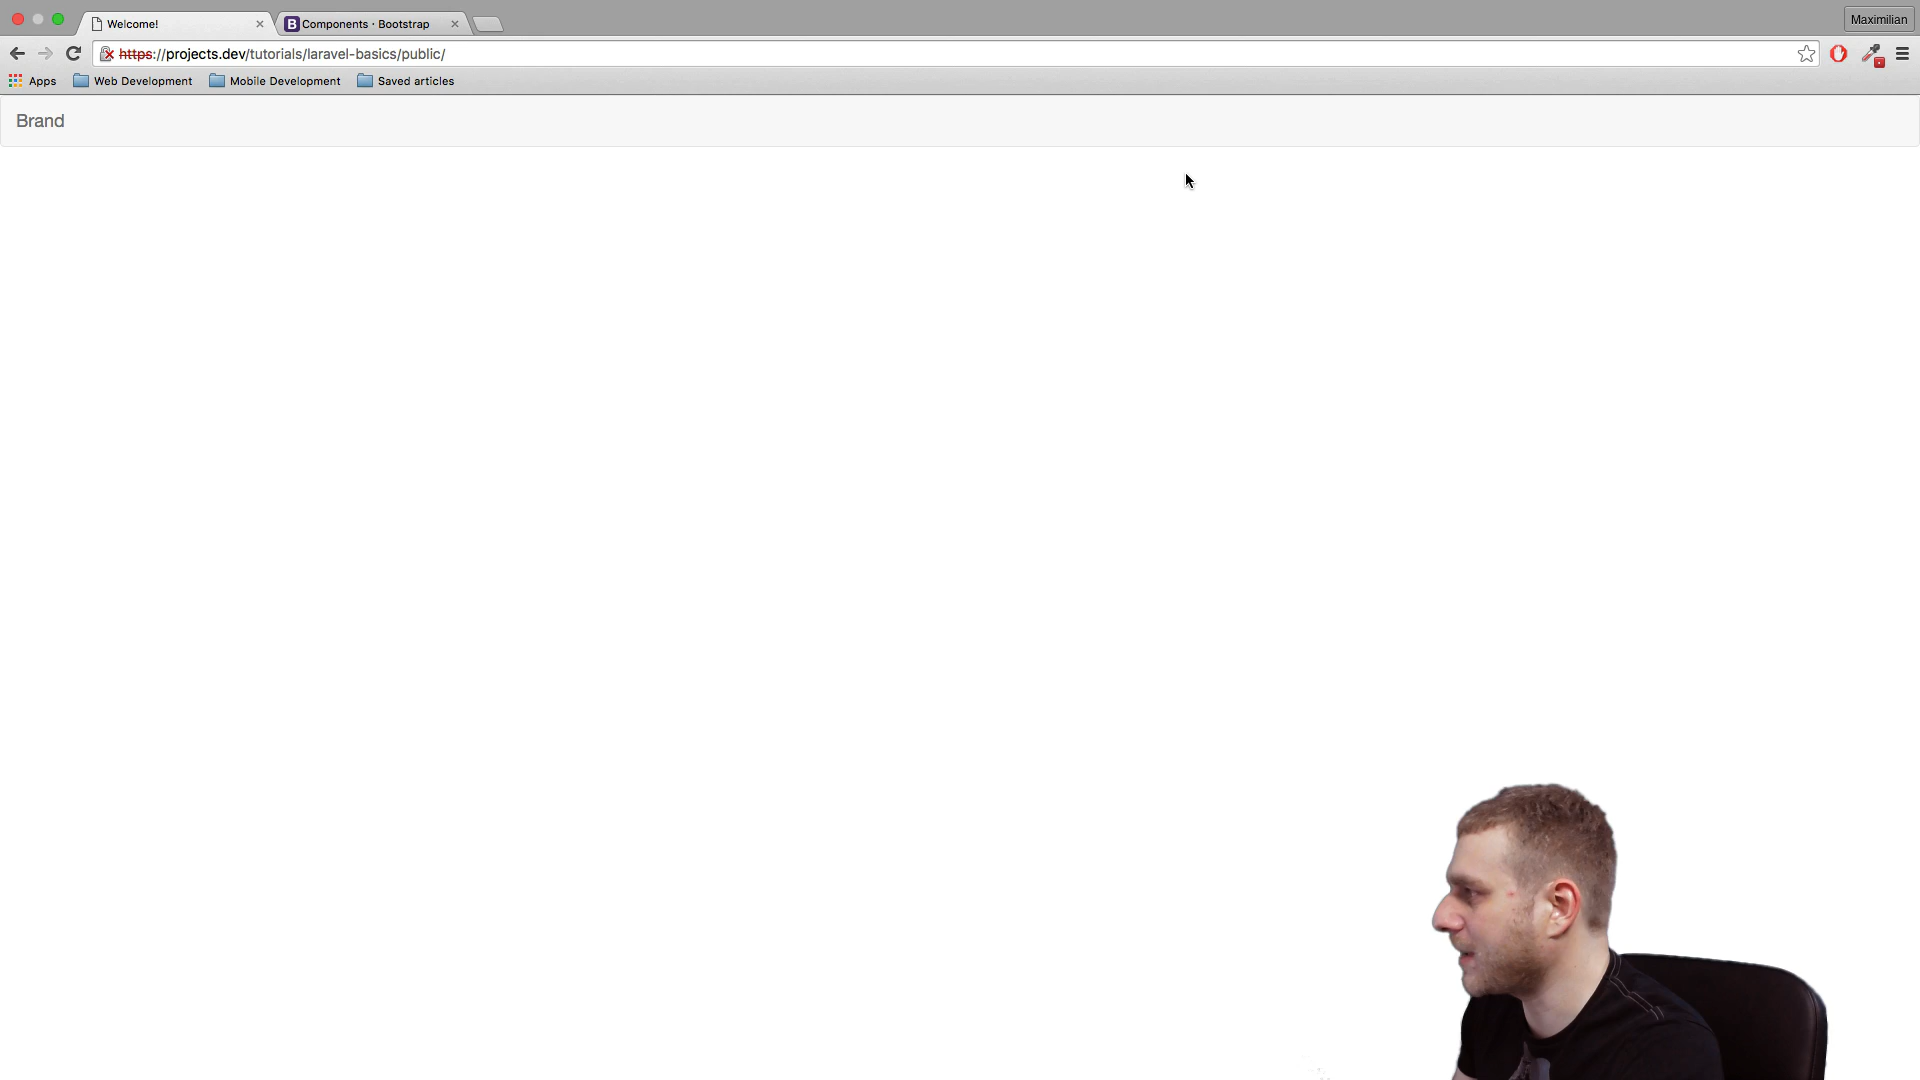 Welcome!
Components · Bootstrap
Maximilian
https://projects.dev/tutorials/laravel-basics/public/
Apps
Web Development
Mobile Development
Saved articles
Brand